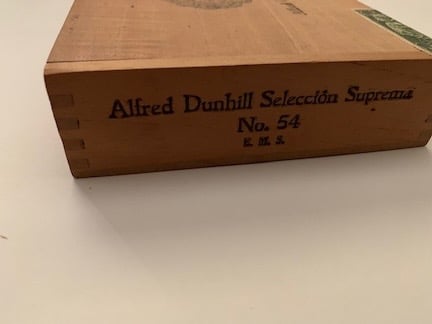 Alfred Dunhill Selección Suprema
No. 54
E. M. S.